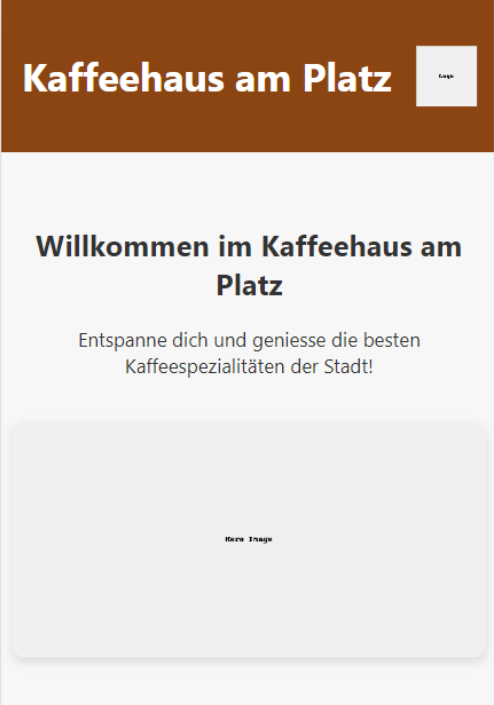 Kaffeehaus am Platz
Logo
Willkommen im Kaffeehaus am
Platz
Entspanne dich und geniesse die besten
Kaffeespezialitäten der Stadt!
Hero Image